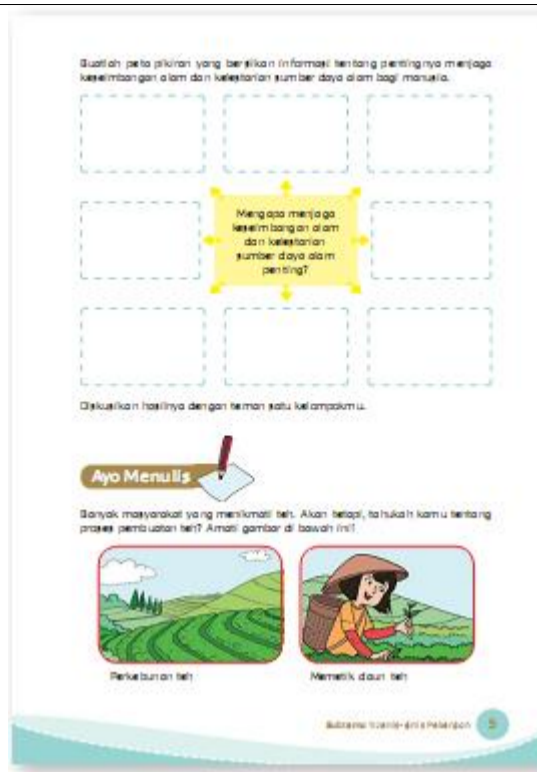 Buatlah peta pikiran yang berisikan informasi tentang pentingnya menjaga
keseimbangan alam dan kelestarian sumber daya alam bagi manusia.
Mengapa menjaga
keseimbangan alam
dan kelestarian
sumber daya alam
penting?
Diskusikan hasilnya dengan teman satu kelompokmu.
Ayo Menulis
Banyak masyarakat yang menikmati teh. Akan tetapi, tahukah kamu tentang
proses pembuatan teh? Amati gambar di bawah ini!
Perkebunan teh
Memetik daun teh
Subtema 1: Jenis-jenis Pekerjaan 5